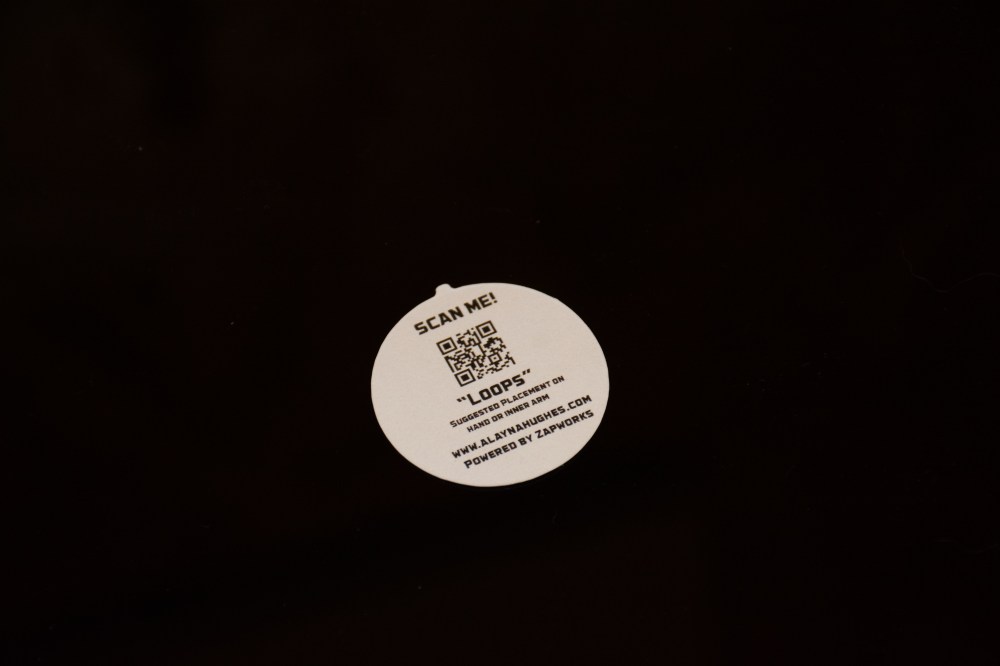 SCAN ME!
"LOOPS"
SUGGESTED PLACEMENT ON
HAND OR INNER ARM
WWW.ALAYNAHUGHES.COM
POWERED BY ZAPWORKS